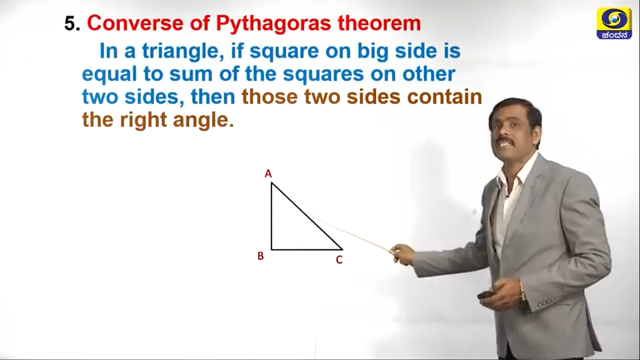 5. Converse of Pythagoras theorem
In a triangle, if square on big side is
equal to sum of the squares on other
two sides, then those two sides contain
the right angle.
A
B
C
ಚಂದನ